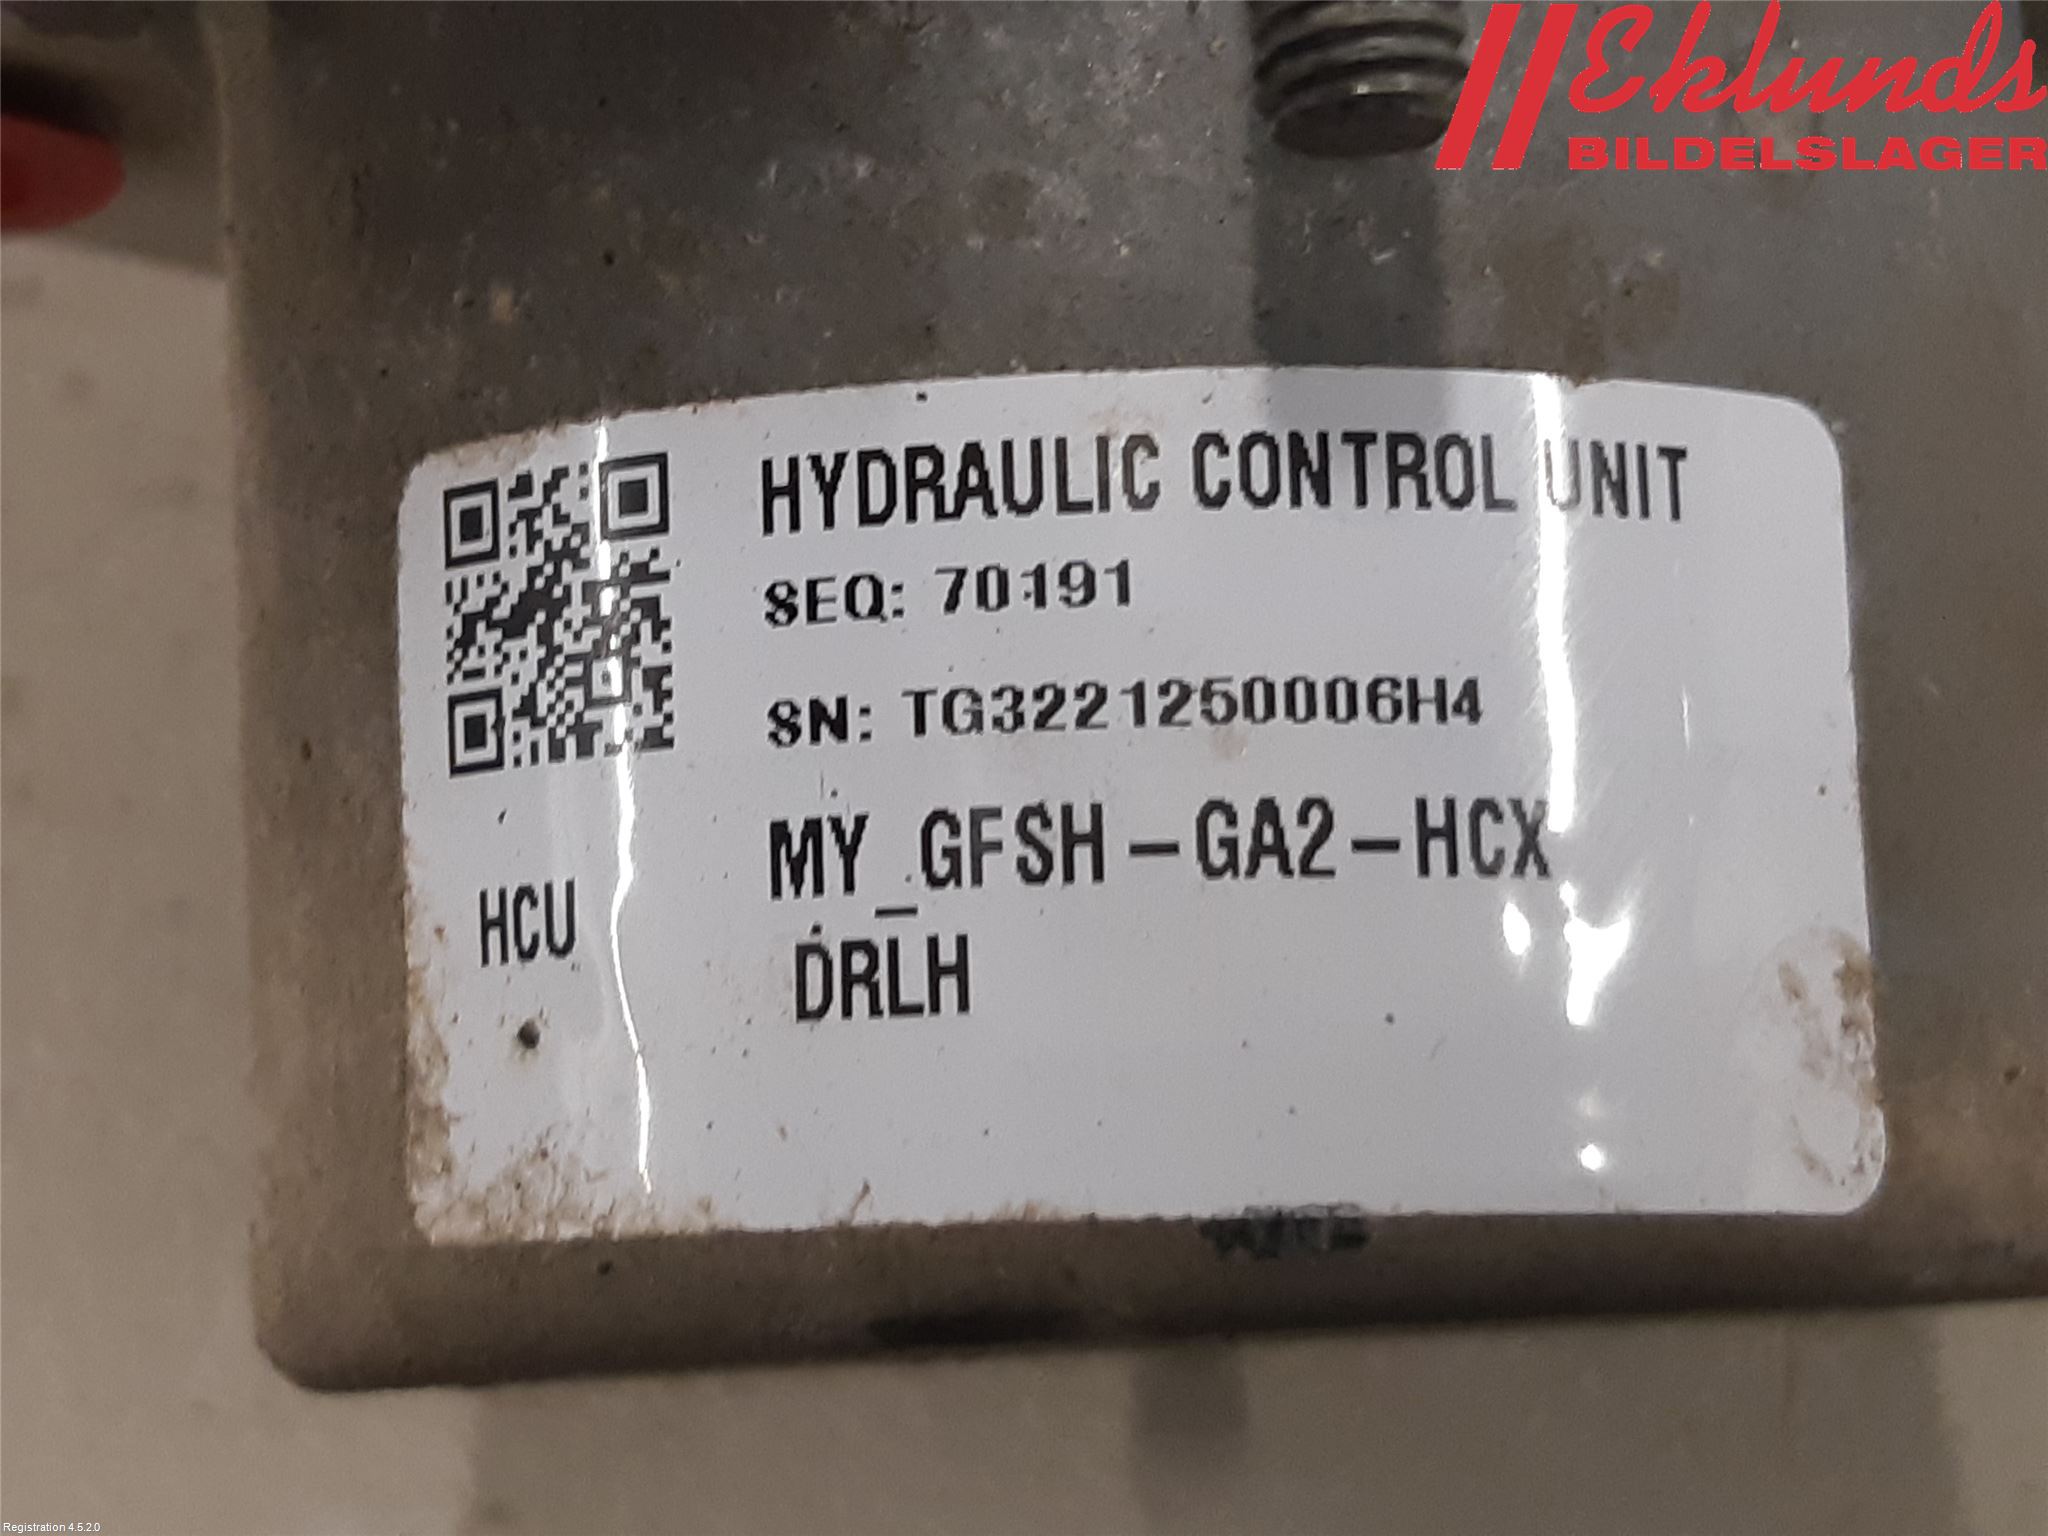 Eklunds
BILDELSLAGER
HYDRAULIC CONTROL UNIT
SEQ: 70191
SN: TG3221250006H4
MY_GFSH-GA2-HCX
DRLH
HCU
Registration 4.5.2.0